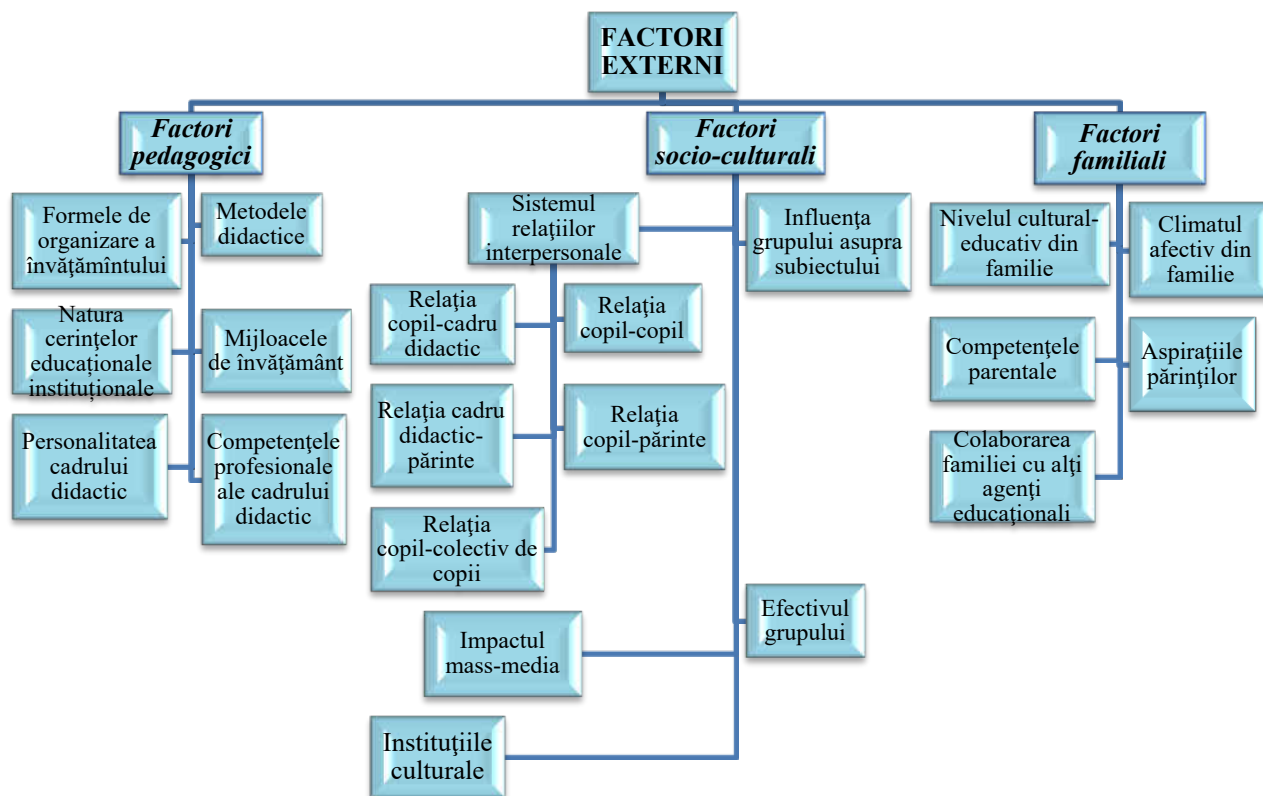 FACTORI
EXTERNI
Factori
pedagogici
Formele de
organizare a
învăţămîntului
Metodele
didactice
Natura
cerințelor
educaționale
instituționale
Mijloacele
de învăţământ
Personalitatea
cadrului
didactic
Competenţele
profesionale
ale cadrului
didactic
Factori
socio-culturali
Sistemul
relaţiilor
interpersonale
Influenţa
grupului asupra
subiectului
Relaţia
copil-cadru
didactic
Relaţia
copil-copil
Relaţia cadru
didactic-
părinte
Relaţia
copil-părinte
Relaţia
copil-colectiv de
copii
Efectivul
grupului
Impactul
mass-media
Instituţiile
culturale
Factori
familiali
Nivelul cultural-
educativ din
familie
Climatul
afectiv din
familie
Competenţele
parentale
Aspiraţiile
părinţilor
Colaborarea
familiei cu alţi
agenţi
educaţionali